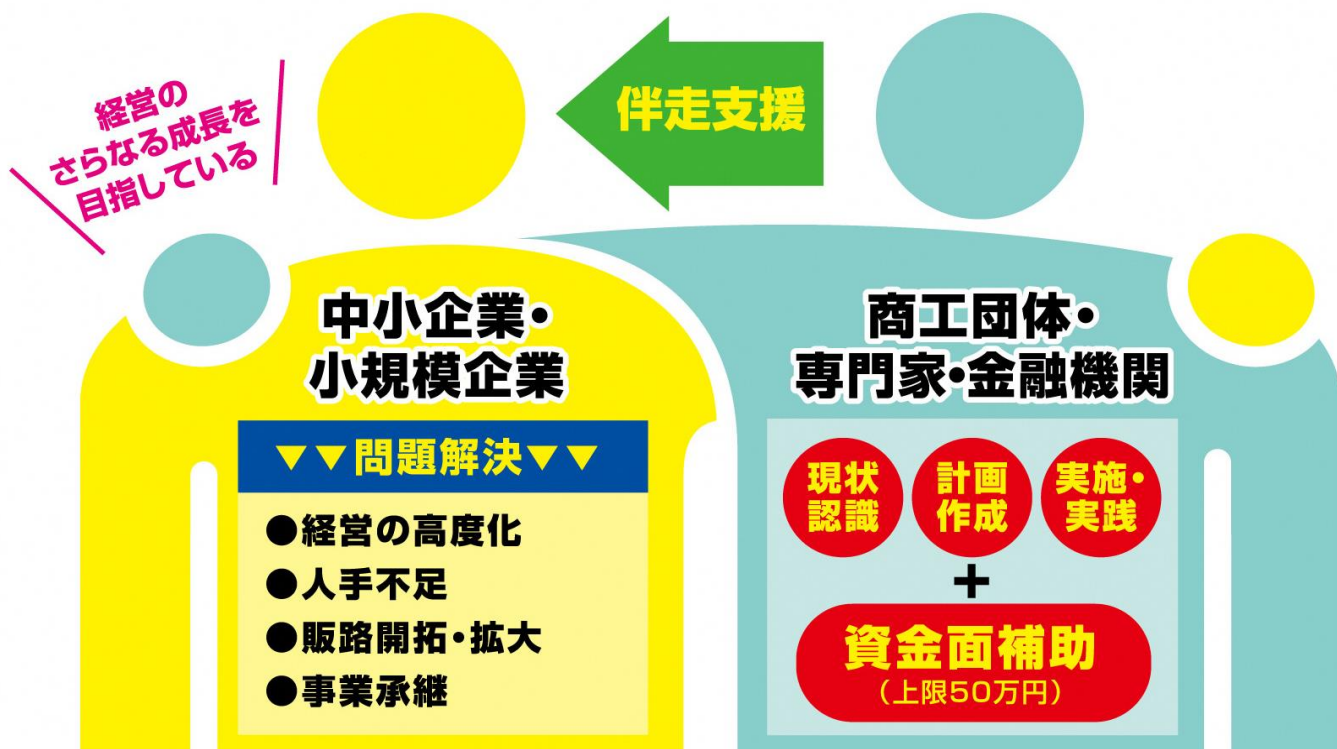 経営の
さらなる成長を
目指している
伴走支援
中小企業・
小規模企業
▼▼問題解決▼▼
●経営の高度化
●人手不足
●販路開拓・拡大
●事業承継
商工団体・
専門家・金融機関
現状
認識
計画
作成
実施・
実践
+
資金面補助
(上限50万円)